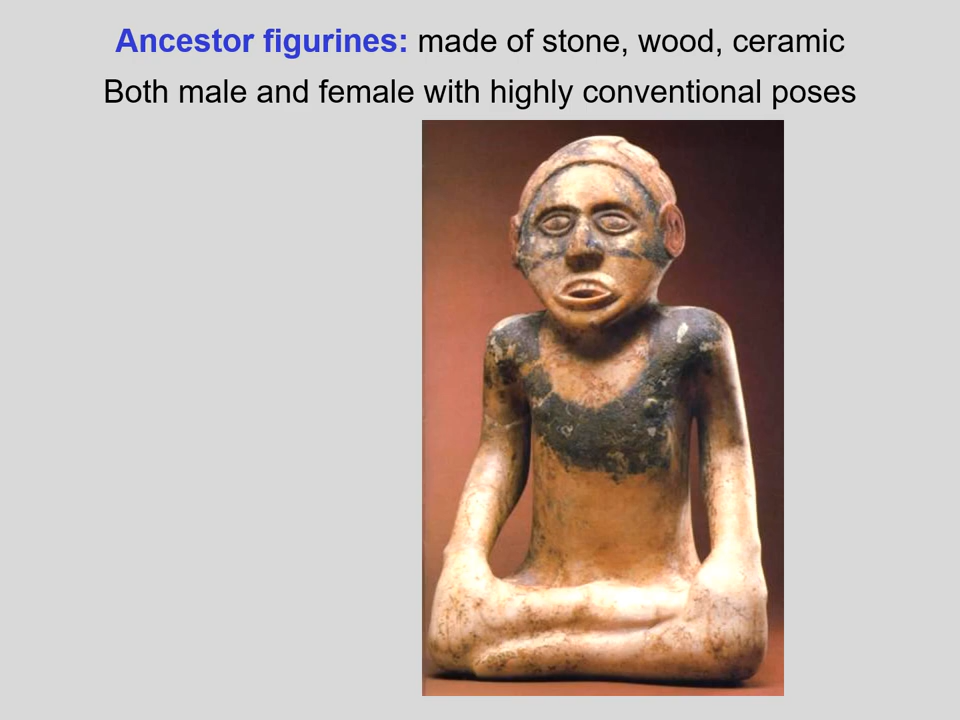 Ancestor figurines: made of stone, wood, ceramic
Both male and female with highly conventional poses